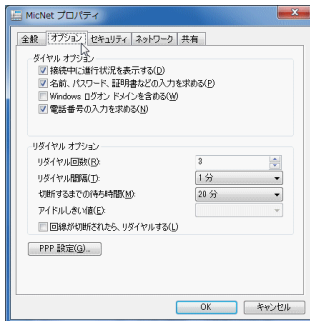 MicNet プロパティ
全般 オプション セキュリティ ネットワーク 共有
ダイヤル オプション
接続中に進行状況を表示する(D)
名前、パスワード、証明書などの入力を求める(P)
Windows ログオン ドメインを含める(W)
電話番号の入力を求める(N)
リダイヤル オプション
リダイヤル回数(R): 3
リダイヤル間隔(T): 1 分
切断するまでの待ち時間(M): 20 分
アイドルしきい値(E):
回線が切断されたら、リダイヤルする(L)
PPP 設定(G)...
OK キャンセル